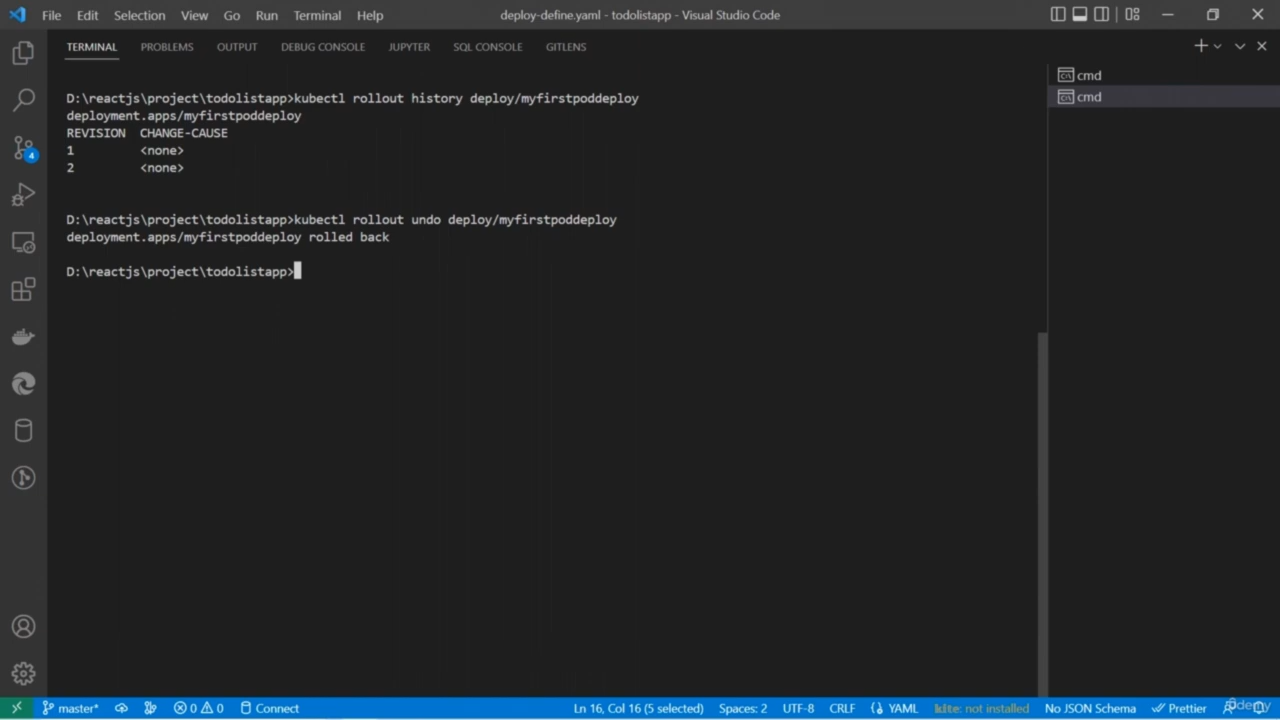 File Edit Selection View Go Run Terminal Help
deploy-define.yaml - todolistapp - Visual Studio Code
TERMINAL PROBLEMS OUTPUT DEBUG CONSOLE JUPYTER SQL CONSOLE GITLENS
cmd
cmd
D:\reactjs\project\todolistapp>kubectl rollout history deploy/myfirstpoddeploy
deployment.apps/myfirstpoddeploy
REVISION CHANGE-CAUSE
1 <none>
2 <none>
D:\reactjs\project\todolistapp>kubectl rollout undo deploy/myfirstpoddeploy
deployment.apps/myfirstpoddeploy rolled back
D:\reactjs\project\todolistapp>
4
master* 0 0 Connect Ln 16, Col 16 (5 selected) Spaces: 2 UTF-8 CRLF YAML not installed No JSON Schema Prettier
Udemy